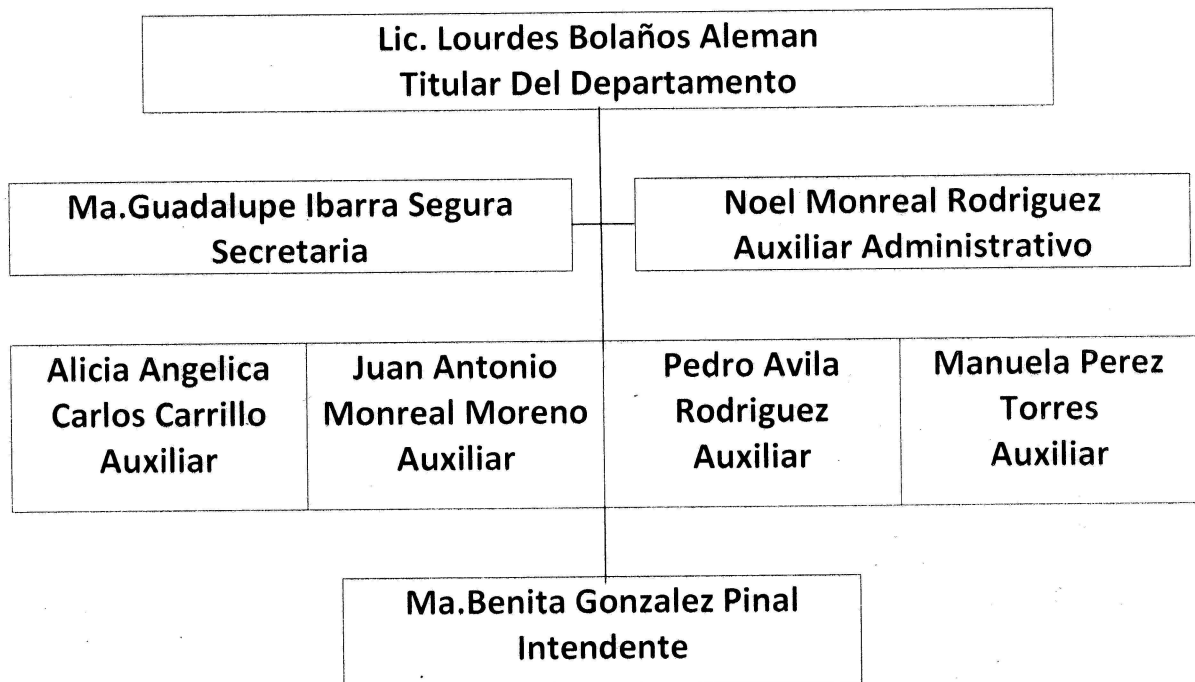 Lic. Lourdes Bolaños Aleman
Titular Del Departamento
Ma.Guadalupe Ibarra Segura
Secretaria
Noel Monreal Rodriguez
Auxiliar Administrativo
Alicia Angelica
Carlos Carrillo
Auxiliar
Juan Antonio
Monreal Moreno
Auxiliar
Pedro Avila
Rodriguez
Auxiliar
Manuela Perez
Torres
Auxiliar
Ma.Benita Gonzalez Pinal
Intendente